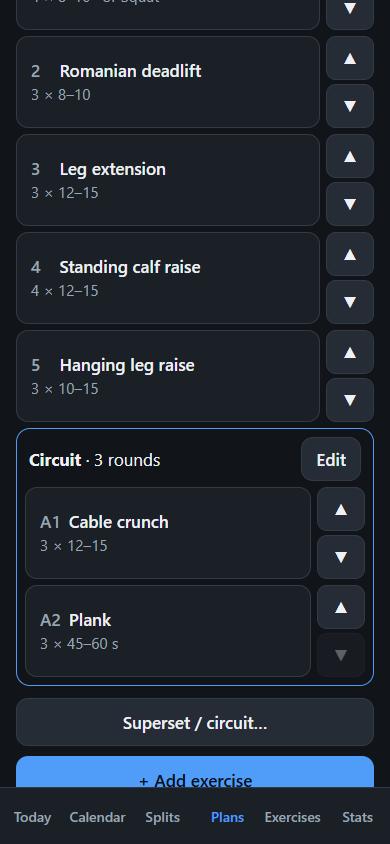 2 Romanian deadlift
3 × 8–10
3 Leg extension
3 × 12–15
4 Standing calf raise
4 × 12–15
5 Hanging leg raise
3 × 10–15
Circuit · 3 rounds
Edit
A1 Cable crunch
3 × 12–15
A2 Plank
3 × 45–60 s
Superset / circuit…
+ Add exercise
Today Calendar Splits Plans Exercises Stats